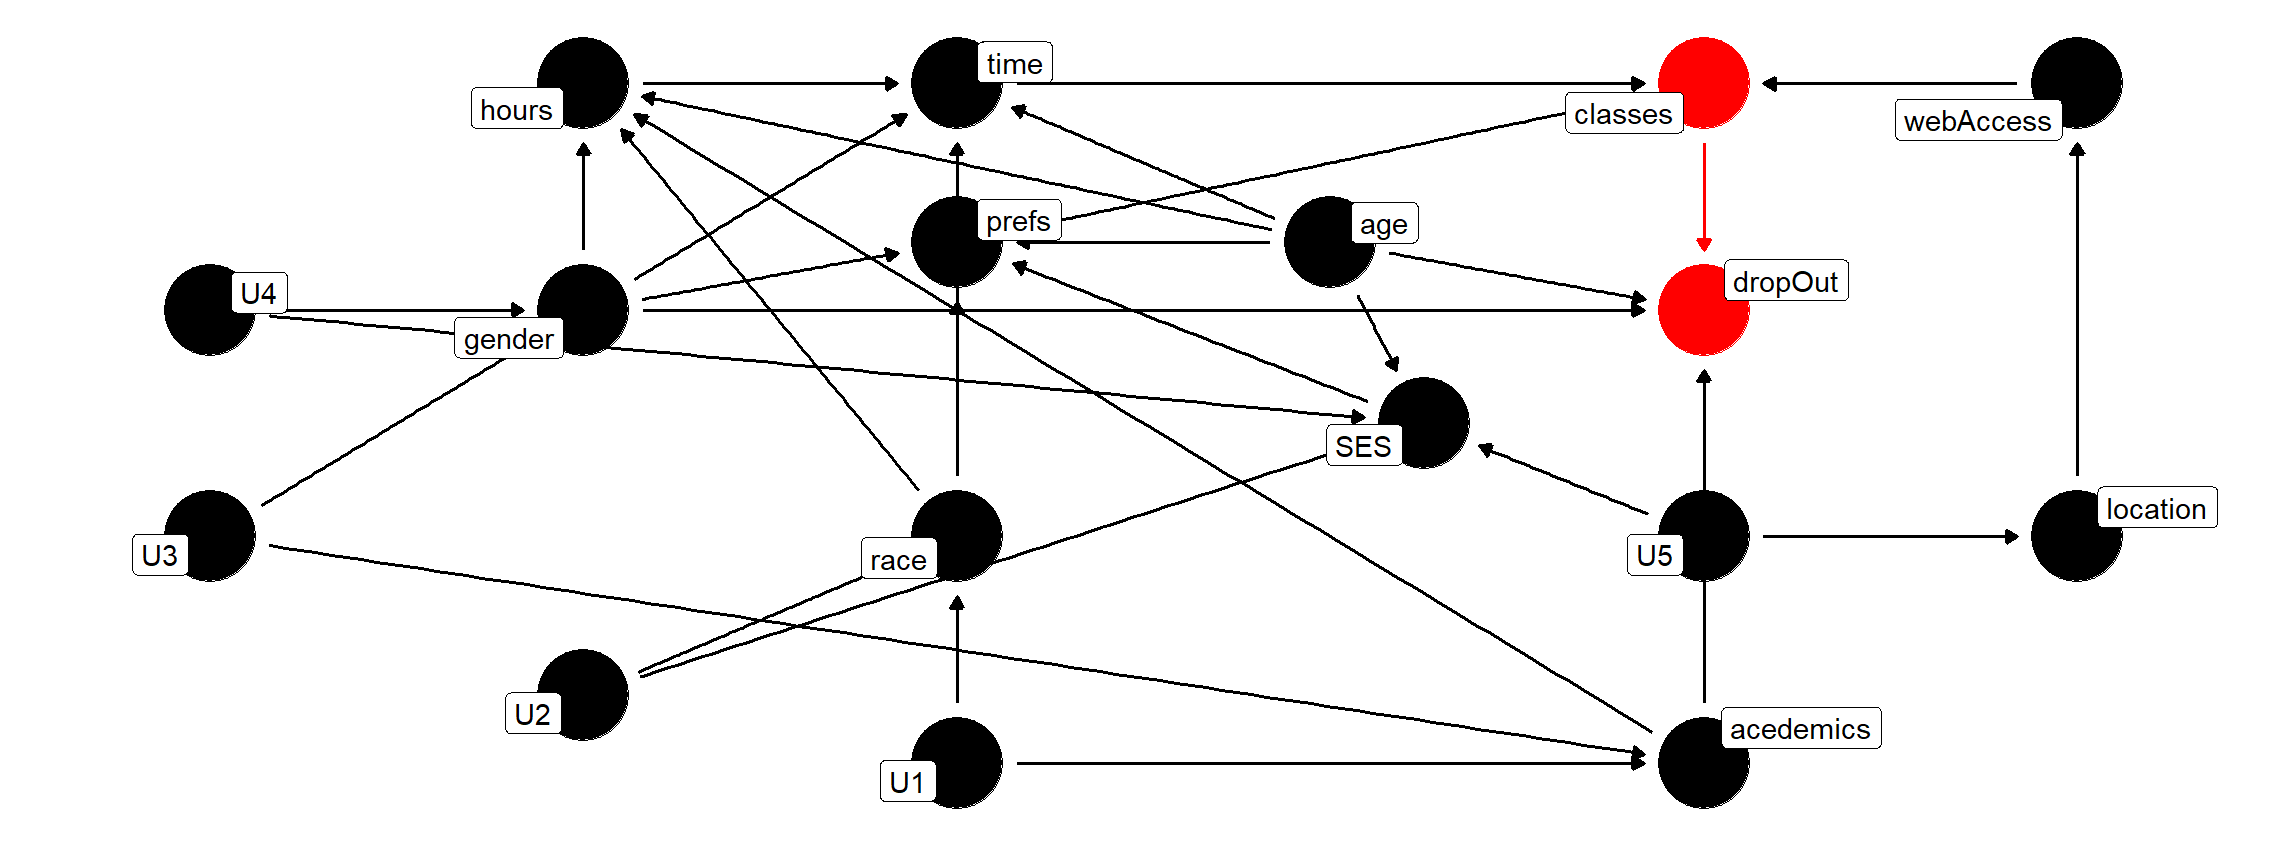 time
hours
classes
webAccess
prefs
age
dropOut
U4
gender
SES
location
U3
race
U5
U2
acedemics
U1